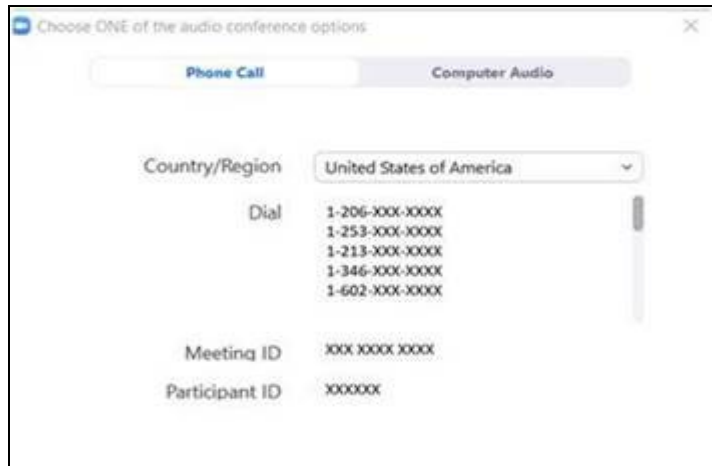 Choose ONE of the audio conference options
Phone Call Computer Audio
Country/Region United States of America
Dial 1-206-XXX-XXXX
1-253-XXX-XXXX
1-213-XXX-XXXX
1-346-XXX-XXXX
1-602-XXX-XXXX
Meeting ID XXX XXXX XXXX
Participant ID XXXXXX